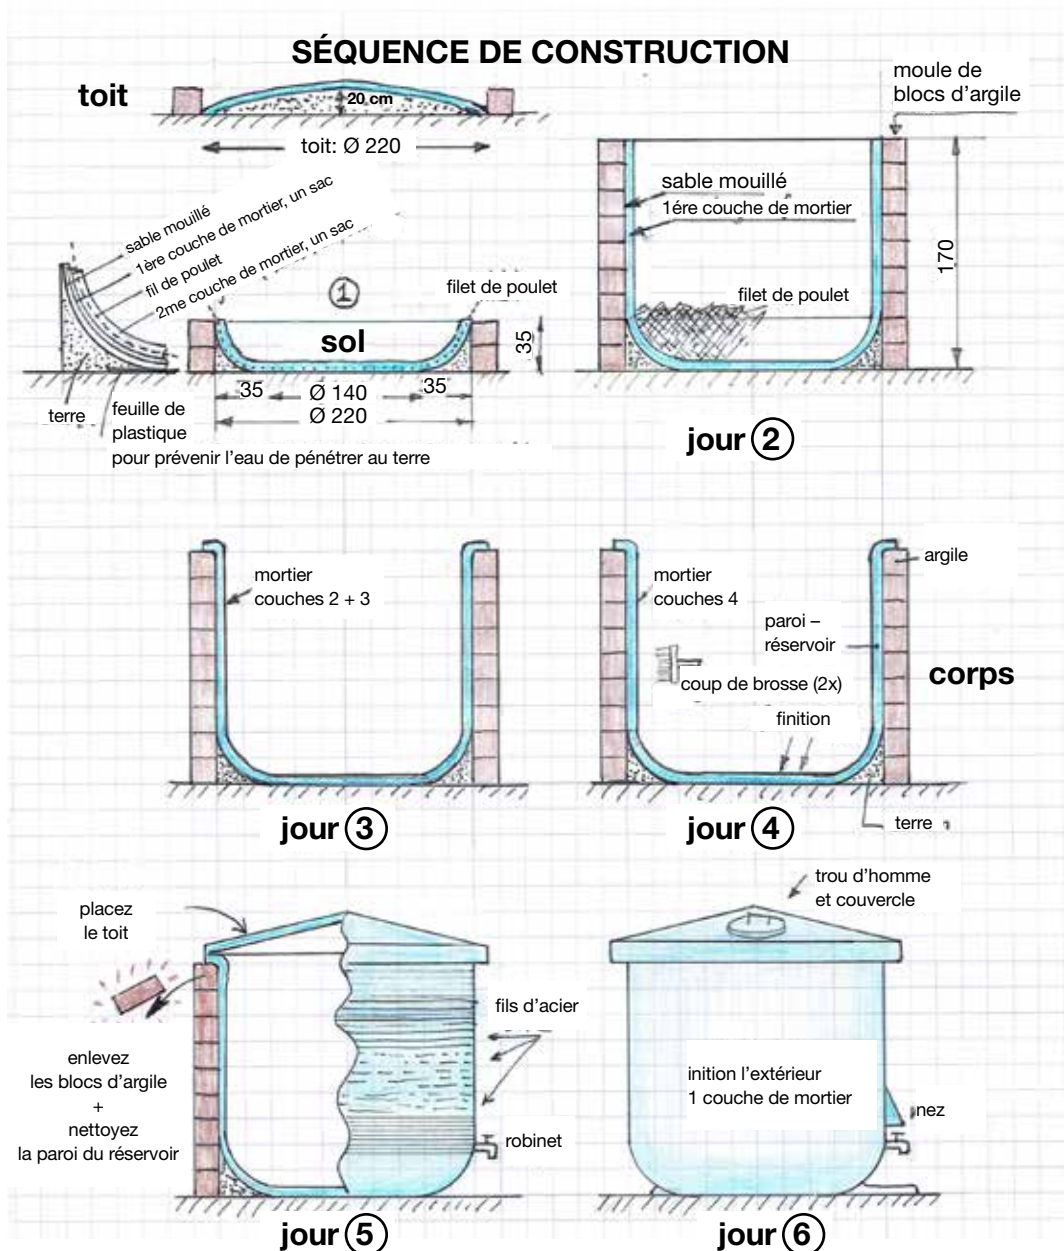 SÉQUENCE DE CONSTRUCTION
toit
20 cm
toit: Ø 220
sable mouillé
1ère couche de mortier, un sac
fil de poulet
2me couche de mortier, un sac
1
filet de poulet
sol
35
35
Ø 140
35
Ø 220
terre
feuille de
plastique
pour prévenir l'eau de pénétrer au terre
moule de
blocs d'argile
sable mouillé
1ére couche de mortier
170
filet de poulet
jour 2
mortier
couches 2 + 3
jour 3
mortier
couches 4
argile
paroi –
réservoir
corps
coup de brosse (2x)
finition
jour 4
terre
placez
le toit
fils d'acier
enlevez
les blocs d'argile
+
nettoyez
la paroi du réservoir
robinet
jour 5
trou d'homme
et couvercle
inition l'extérieur
1 couche de mortier
nez
jour 6